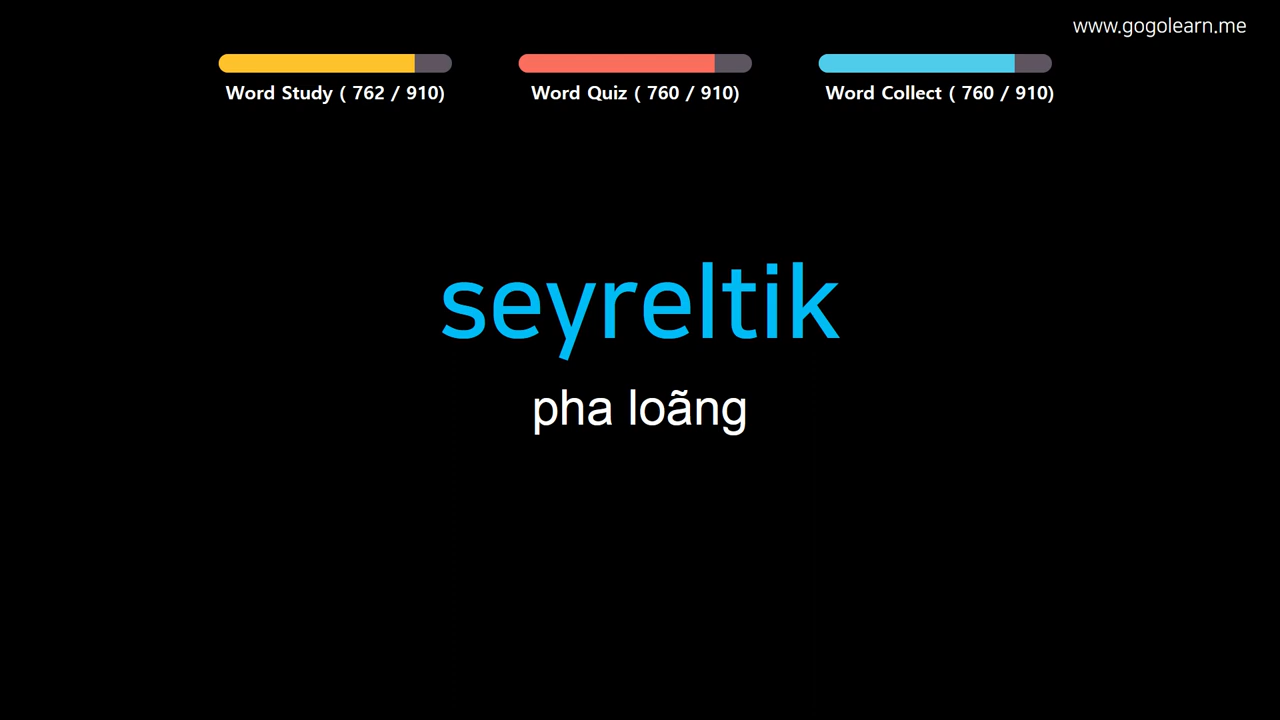 www.gogolearn.me
Word Study ( 762 / 910)
Word Quiz ( 760 / 910)
Word Collect ( 760 / 910)
seyreltik
pha loãng